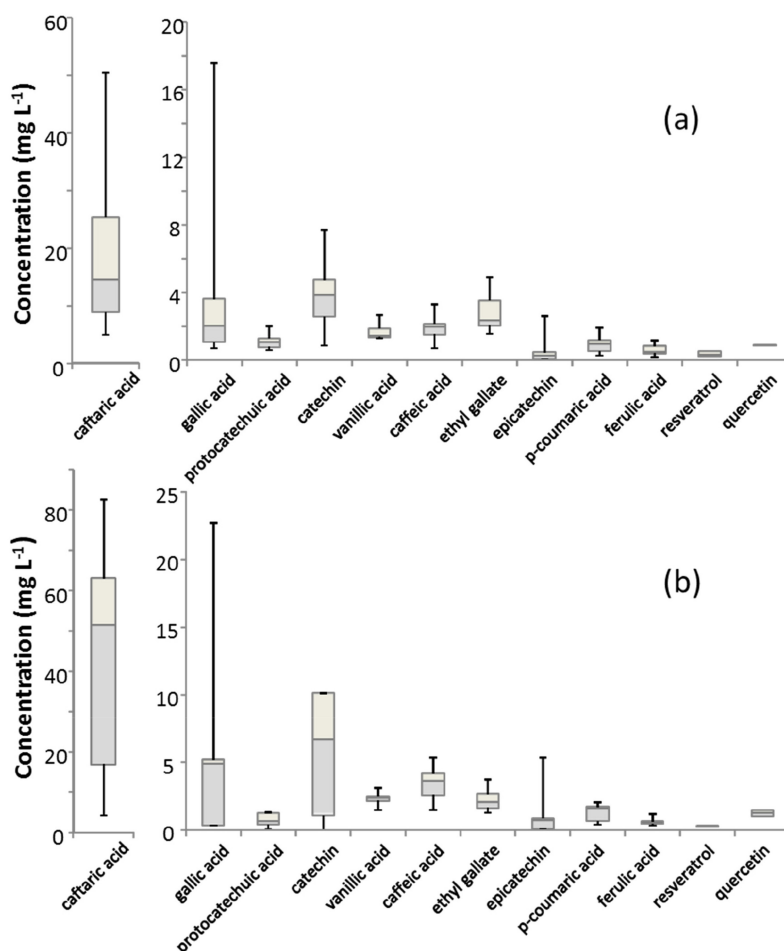 60
40
20
0
Concentration (mg L-1)
caftaric acid
20
16
12
8
4
0
(a)
gallic acid
protocatechuic acid
catechin
vanillic acid
caffeic acid
ethyl gallate
epicatechin
p-coumaric acid
ferulic acid
resveratrol
quercetin
80
60
40
20
0
Concentration (mg L-1)
caftaric acid
25
20
15
10
5
0
(b)
gallic acid
protocatechuic acid
catechin
vanillic acid
caffeic acid
ethyl gallate
epicatechin
p-coumaric acid
ferulic acid
resveratrol
quercetin